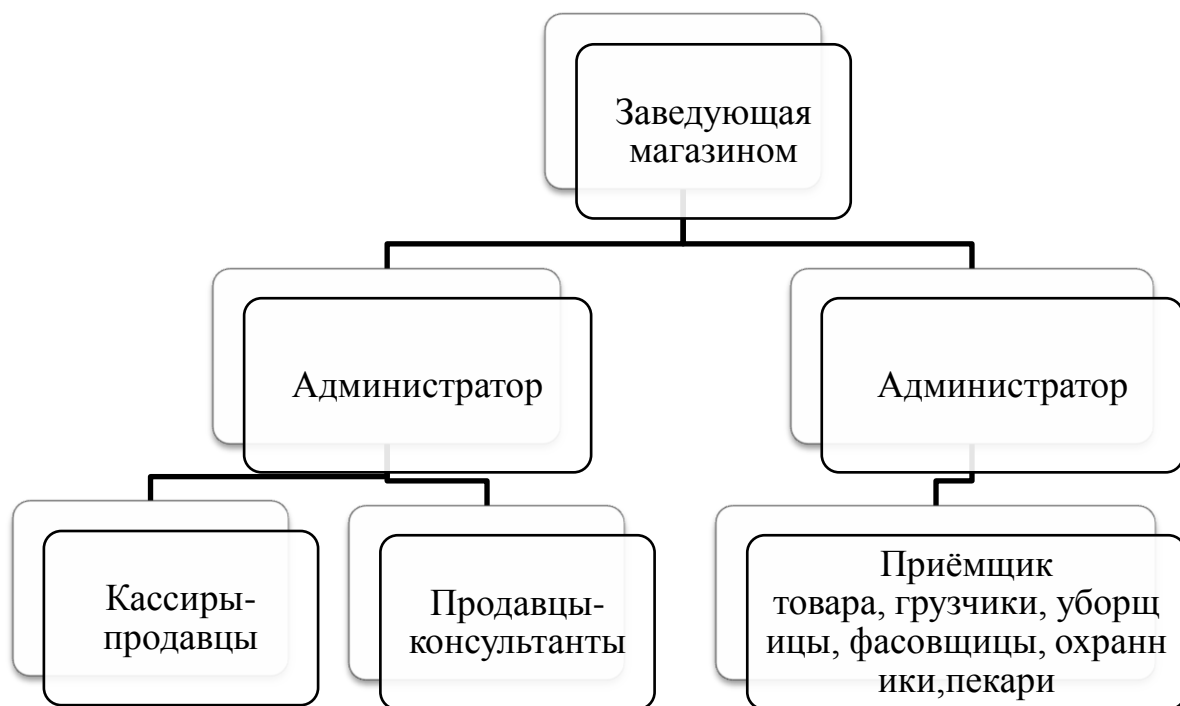 Заведующая
магазином
Администратор
Администратор
Кассиры-
продавцы
Продавцы-
консультанты
Приёмщик
товара, грузчики, уборщ
ицы, фасовщицы, охранн
ики,пекари